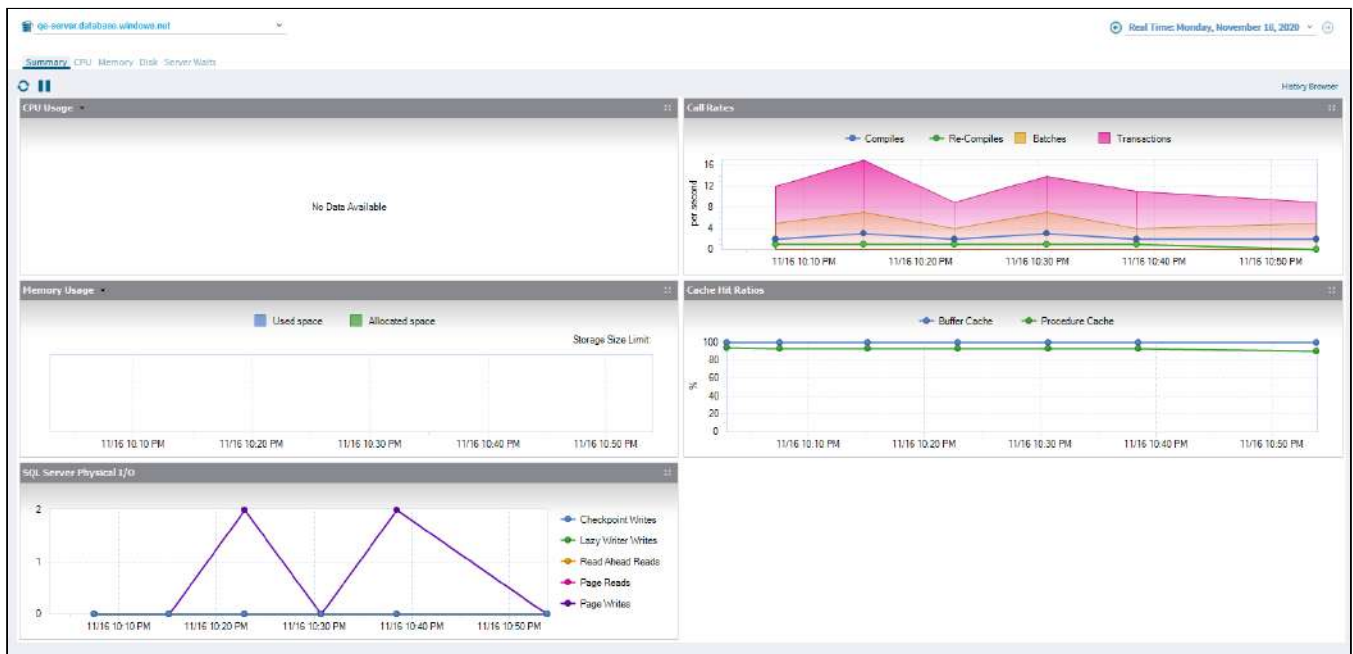 qe-server.database.windows.net
Real Time: Monday, November 16, 2020
Summary CPU Memory Disk Server Waits
History Browser
CPU Usage
No Data Available
Call Rates
Compiles Re-Compiles Batches Transactions
per second
16
12
8
4
0
11/16 10:10 PM 11/16 10:20 PM 11/16 10:30 PM 11/16 10:40 PM 11/16 10:50 PM
Memory Usage
Used space Allocated space
Storage Size Limit
11/16 10:10 PM 11/16 10:20 PM 11/16 10:30 PM 11/16 10:40 PM 11/16 10:50 PM
Cache Hit Ratios
Buffer Cache Procedure Cache
%
100
80
60
40
20
0
11/16 10:10 PM 11/16 10:20 PM 11/16 10:30 PM 11/16 10:40 PM 11/16 10:50 PM
SQL Server Physical I/O
2
1
0
11/16 10:10 PM 11/16 10:20 PM 11/16 10:30 PM 11/16 10:40 PM 11/16 10:50 PM
Checkpoint Writes
Lazy Writer Writes
Read Ahead Reads
Page Reads
Page Writes